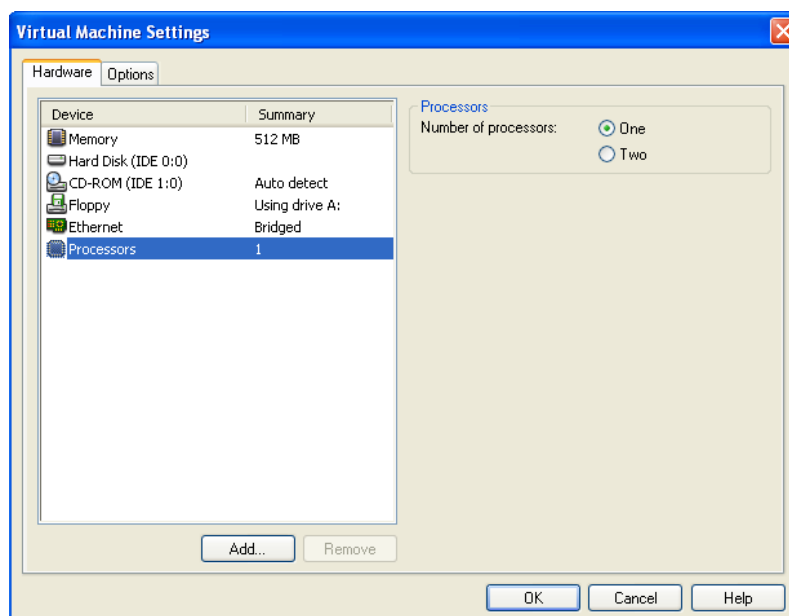 Virtual Machine Settings
Hardware Options
Device Summary
Memory 512 MB
Hard Disk (IDE 0:0)
CD-ROM (IDE 1:0) Auto detect
Floppy Using drive A:
Ethernet Bridged
Processors 1
Add... Remove
Processors
Number of processors: One
Two
OK Cancel Help